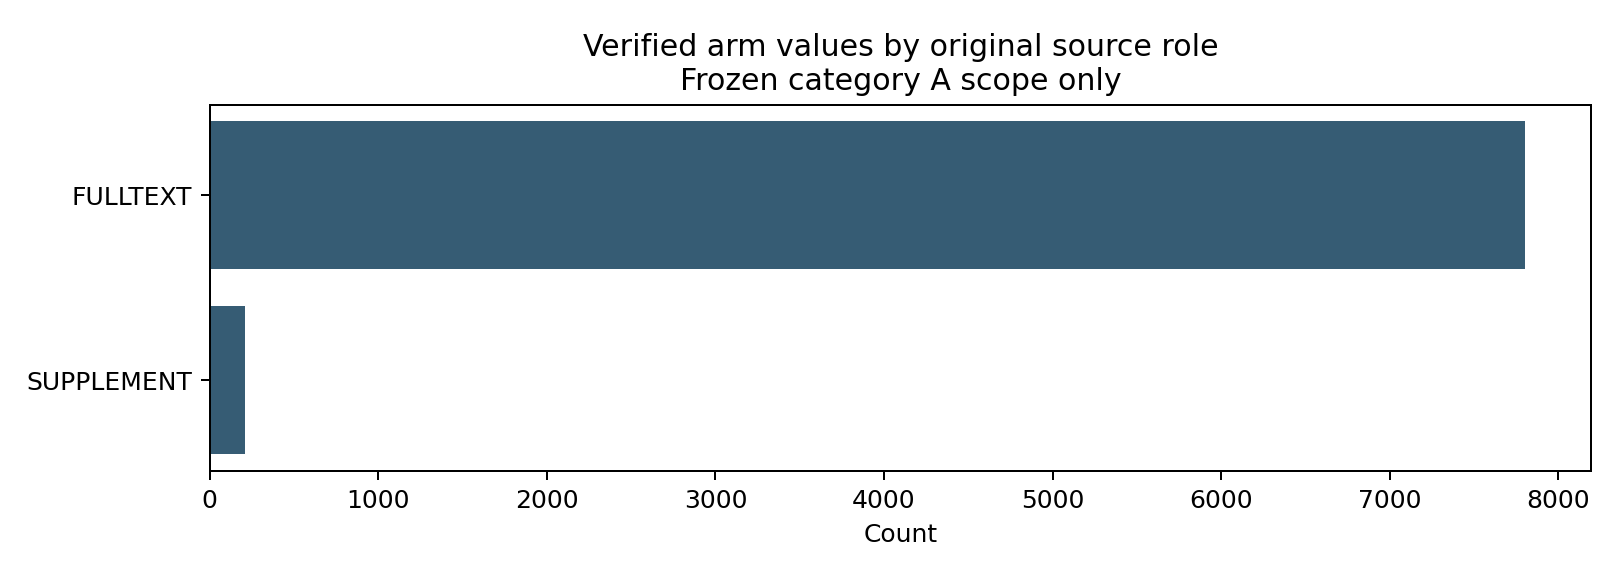 Verified arm values by original source role
Frozen category A scope only
FULLTEXT
SUPPLEMENT
0 1000 2000 3000 4000 5000 6000 7000 8000
Count